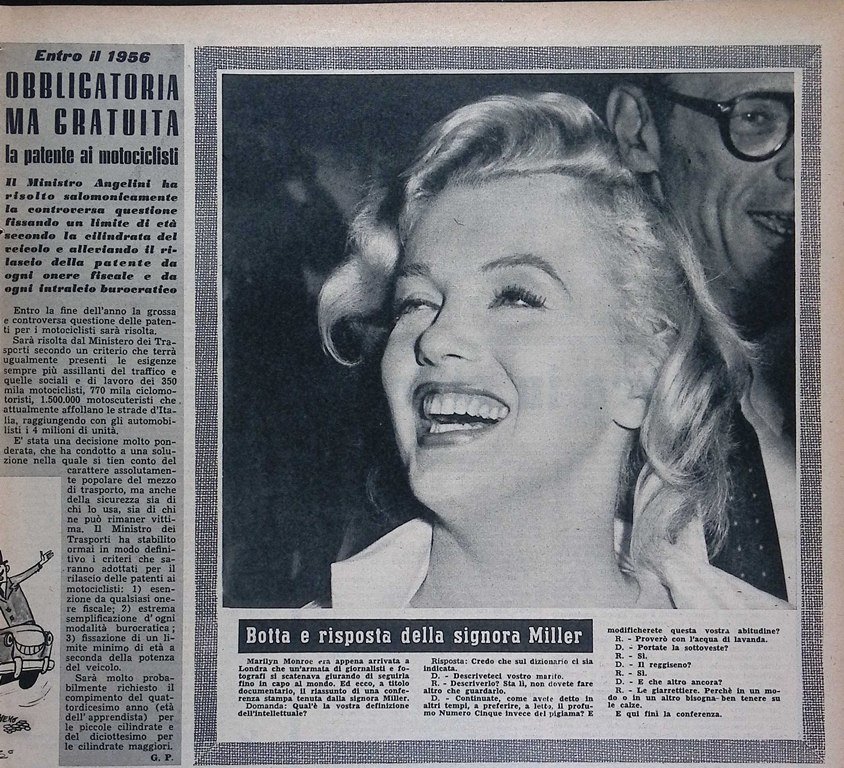 Entro il 1956
OBBLIGATORIA
MA GRATUITA
la patente ai motociclisti
Il Ministro Angelini ha
risolto salomonicamente
la controversa questione
fissando un limite di età
secondo la cilindrata del
veicolo e alleviando il ri-
lascio della patente da
ogni onere fiscale e da
ogni intralcio burocratico
Entro la fine dell'anno la grossa
e controversa questione delle paten-
ti per i motociclisti sarà risolta.
Sarà risolta dal Ministero dei Tra-
sporti secondo un criterio che terrà
ugualmente presenti le esigenze
sempre più assillanti del traffico e
quelle sociali e di lavoro dei 350
mila motociclisti, 770 mila ciclomo-
toristi, 1.500.000 motoscuteristi che
attualmente affollano le strade d'Ita-
lia, raggiungendo con gli automobi-
listi i 4 milioni di unità.
E' stata una decisione molto pon-
derata, che ha condotto a una solu-
zione nella quale si tien conto del
carattere assolutamen-
te popolare del mezzo
di trasporto, ma anche
della sicurezza sia di
chi lo usa, sia di chi
ne può rimaner vitti-
ma. Il Ministro dei
Trasporti ha stabilito
ormai in modo defini-
tivo i criteri che sa-
ranno adottati per il
rilascio delle patenti ai
motociclisti: 1) esen-
zione da qualsiasi one-
re fiscale; 2) estrema
semplificazione d'ogni
modalità burocratica;
3) fissazione di un li-
mite minimo di età a
seconda della potenza
del veicolo.
Sarà molto proba-
bilmente richiesto il
compimento del quat-
tordicesimo anno (età
dell'apprendista) per
le piccole cilindrate e
del diciottesimo per
le cilindrate maggiori.
G. P.
Botta e risposta della signora Miller
Marilyn Monroe era appena arrivata a
Londra che un'armata di giornalisti e fo-
tografi si scatenava giurando di seguirla
fino in capo al mondo. Ed ecco, a titolo
documentario, il riassunto di una confe-
renza stampa tenuta dalla signora Miller.
Domanda: Qual'è la vostra definizione
dell'intellettuale?
Risposta: Credo che sul dizionario ci sia
indicata.
D. - Descriveteci vostro marito.
R. - Descriverlo? Sta lì, non dovete fare
altro che guardarlo.
D. - Continuate, come avete detto in
altri tempi, a preferire, a letto, il profu-
mo Numero Cinque invece del pigiama? E
modificherete questa vostra abitudine?
R. - Proverò con l'acqua di lavanda.
D. - Portate la sottoveste?
R. - Sì.
D. - Il reggiseno?
R. - Sì.
D. - E che altro ancora?
R. - Le giarrettiere. Perchè in un mo-
do o in un altro bisogna ben tenere su
le calze.
E qui finì la conferenza.